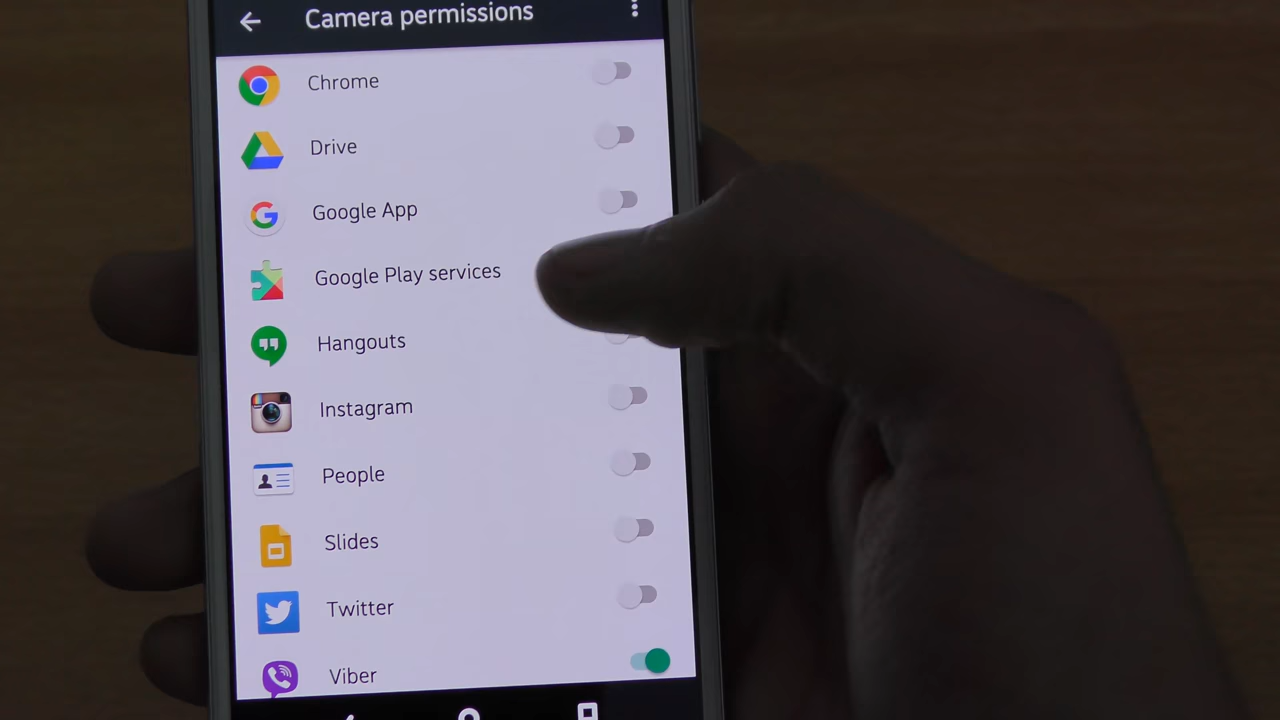 Camera permissions
Chrome
Drive
Google App
Google Play services
Hangouts
Instagram
People
Slides
Twitter
Viber